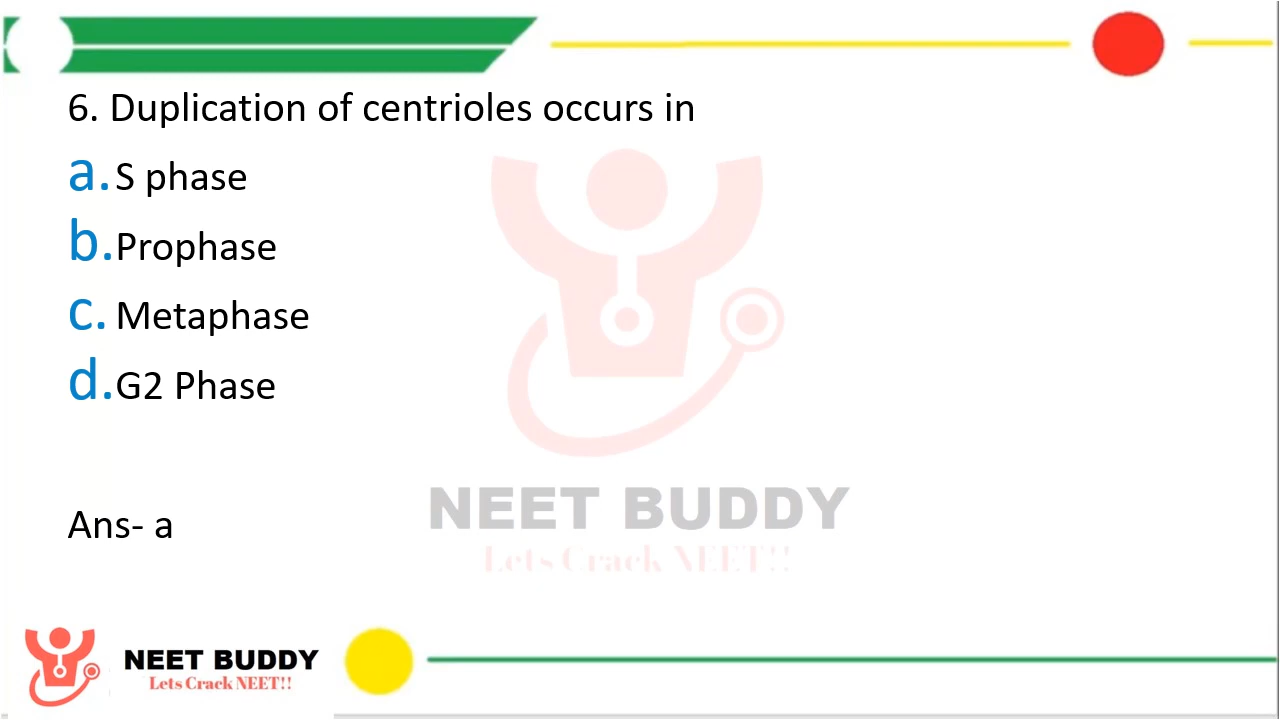 6. Duplication of centrioles occurs in
a. S phase
b. Prophase
c. Metaphase
d. G2 Phase
NEET BUDDY
Lets Crack NEET!!
Ans- a
NEET BUDDY
Lets Crack NEET!!